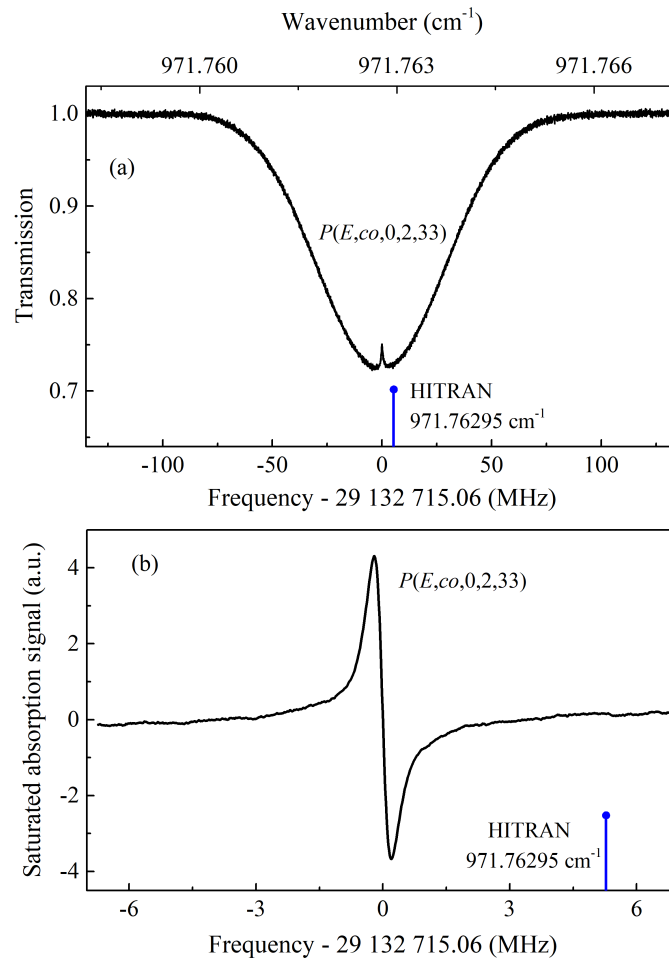 Wavenumber (cm⁻¹)
971.760 971.763 971.766
1.0
(a)
0.9
P(E,co,0,2,33)
Transmission
0.8
0.7
HITRAN
971.76295 cm⁻¹
-100 -50 0 50 100
Frequency - 29 132 715.06 (MHz)
(b)
4
P(E,co,0,2,33)
2
Saturated absorption signal (a.u.)
0
-2
HITRAN
971.76295 cm⁻¹
-4
-6 -3 0 3 6
Frequency - 29 132 715.06 (MHz)